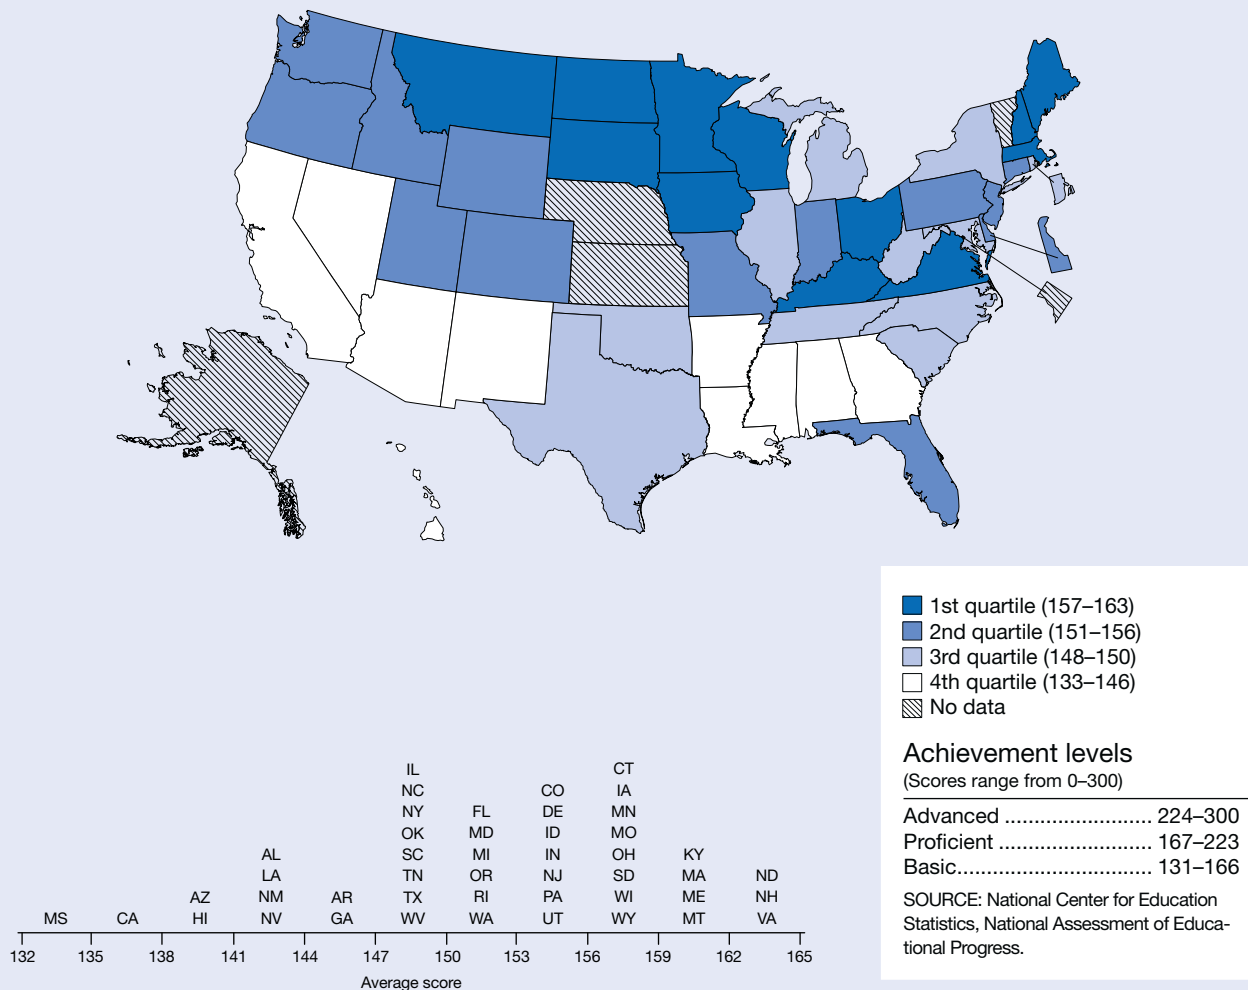 1st quartile (157–163)
2nd quartile (151–156)
3rd quartile (148–150)
4th quartile (133–146)
No data
Achievement levels
(Scores range from 0–300)
Advanced ......................... 224–300
Proficient ........................... 167–223
Basic................................. 131–166
SOURCE: National Center for Education
Statistics, National Assessment of Educa-
tional Progress.
IL CT
NC CO IA
NY FL DE MN
OK MD ID MO
AL SC MI IN OH KY
LA TN OR NJ SD MA ND
AZ NM AR TX RI PA WI ME NH
MS CA HI NV GA WV WA UT WY MT VA
132 135 138 141 144 147 150 153 156 159 162 165
Average score